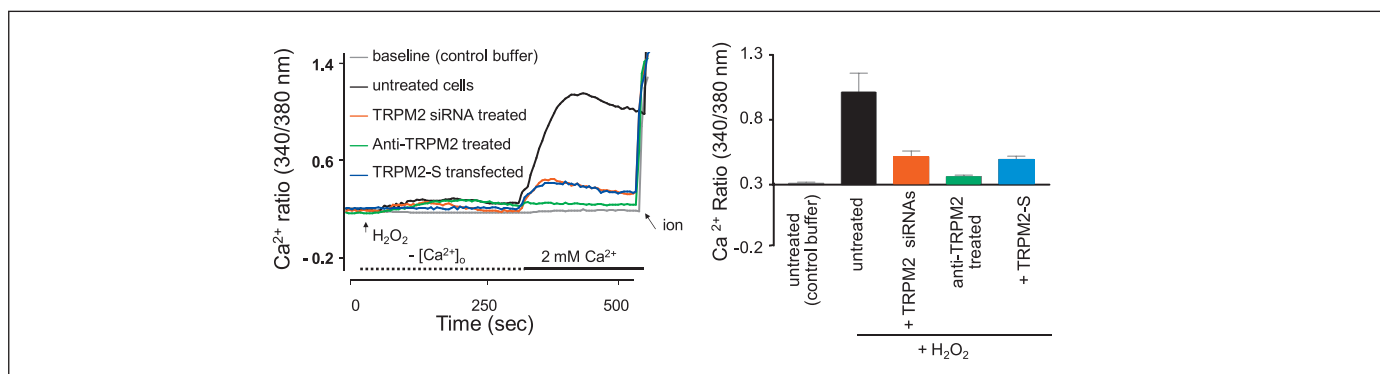 Ca²⁺ ratio (340/380 nm)
1.4
0.6
- 0.2
baseline (control buffer)
untreated cells
TRPM2 siRNA treated
Anti-TRPM2 treated
TRPM2-S transfected
H₂O₂
ion
- [Ca²⁺]ₒ
2 mM Ca²⁺
0
250
500
Time (sec)
Ca ²⁺ Ratio (340/380 nm)
1.3
0.8
0.3
-0.2
untreated
(control buffer)
untreated
+ TRPM2 siRNAs
anti-TRPM2
treated
+ TRPM2-S
+ H₂O₂